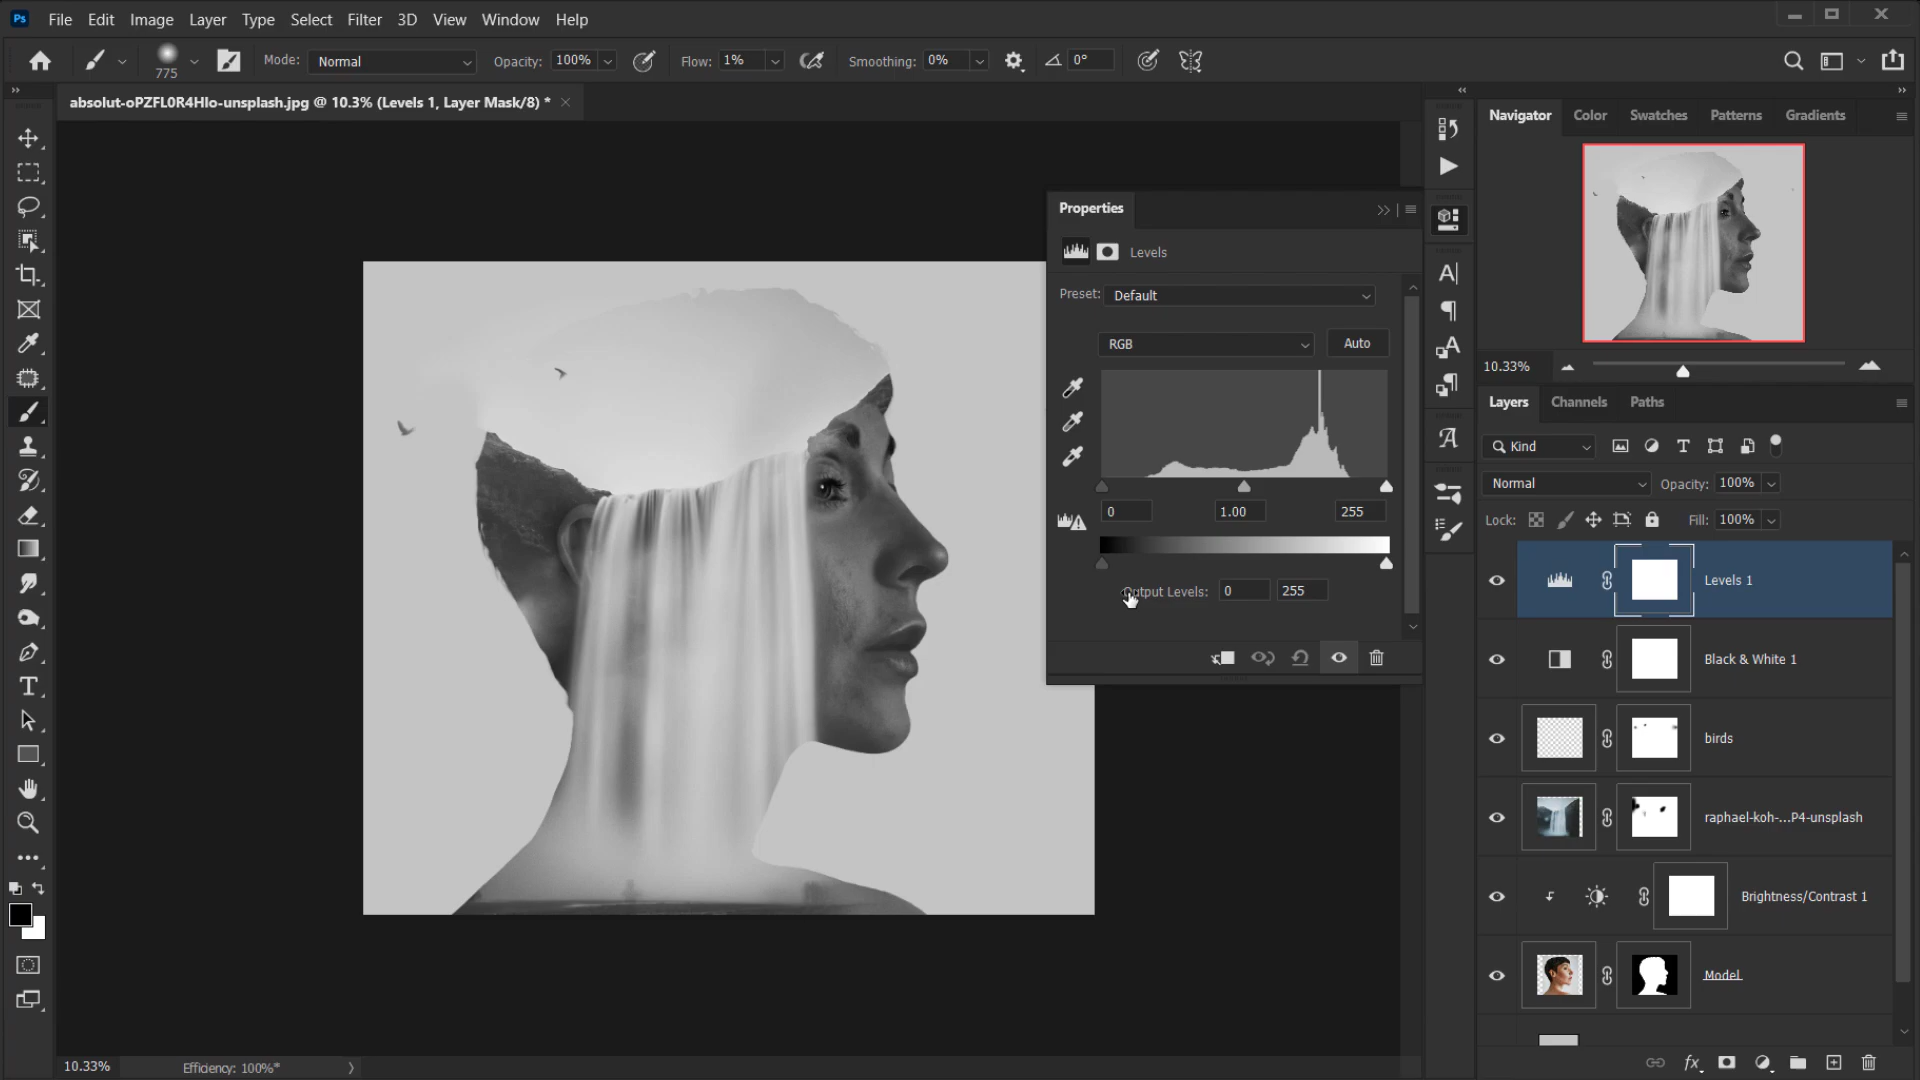 Ps File Edit Image Layer Type Select Filter 3D View Window Help
775 Mode: Normal Opacity: 100% Flow: 1% Smoothing: 0% 0°
absolut-oPZFL0R4HIo-unsplash.jpg @ 10.3% (Levels 1, Layer Mask/8) *
Navigator Color Swatches Patterns Gradients
Properties
Levels
Preset: Default
RGB Auto
0 1.00 255
Output Levels: 0 255
10.33%
Layers Channels Paths
Kind
Normal Opacity: 100%
Lock: Fill: 100%
Levels 1
Black & White 1
birds
raphael-koh-...P4-unsplash
Brightness/Contrast 1
Model
fx
10.33% Efficiency: 100%*